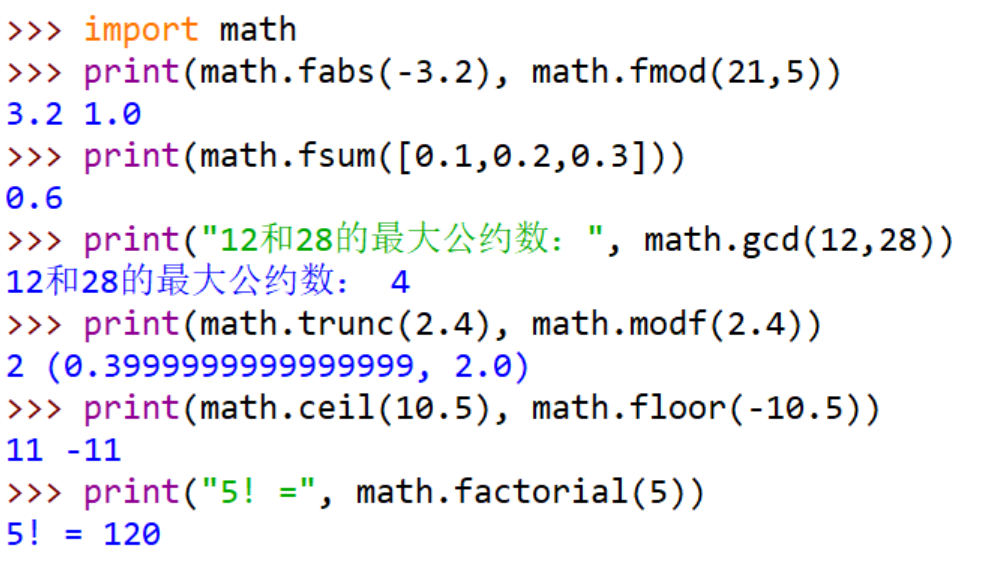 >>> import math
>>> print(math.fabs(-3.2), math.fmod(21,5))
3.2 1.0
>>> print(math.fsum([0.1,0.2,0.3]))
0.6
>>> print("12和28的最大公约数：", math.gcd(12,28))
12和28的最大公约数： 4
>>> print(math.trunc(2.4), math.modf(2.4))
2 (0.3999999999999999, 2.0)
>>> print(math.ceil(10.5), math.floor(-10.5))
11 -11
>>> print("5! =", math.factorial(5))
5! = 120